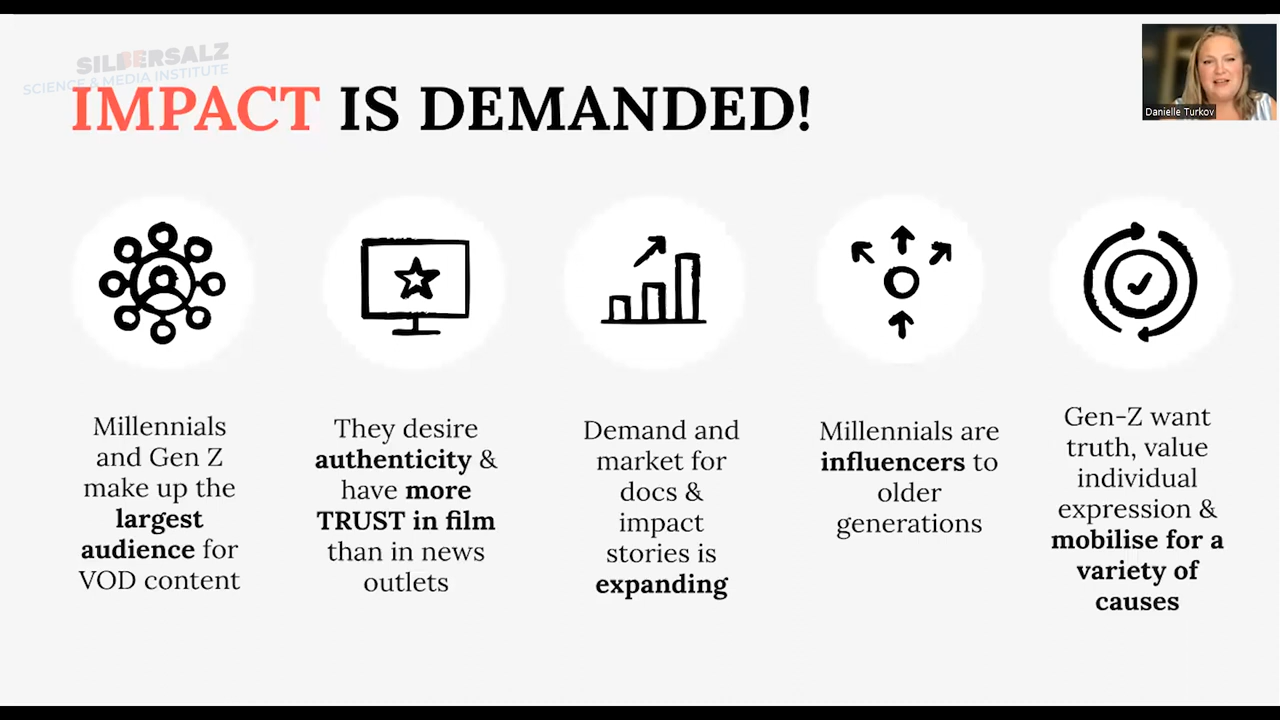 SILBERSALZ
SCIENCE & MEDIA INSTITUTE
IMPACT IS DEMANDED!
Danielle Turkov
Millennials
and Gen Z
make up the
largest
audience for
VOD content
They desire
authenticity &
have more
TRUST in film
than in news
outlets
Demand and
market for
docs &
impact
stories is
expanding
Millennials are
influencers to
older
generations
Gen-Z want
truth, value
individual
expression &
mobilise for a
variety of
causes